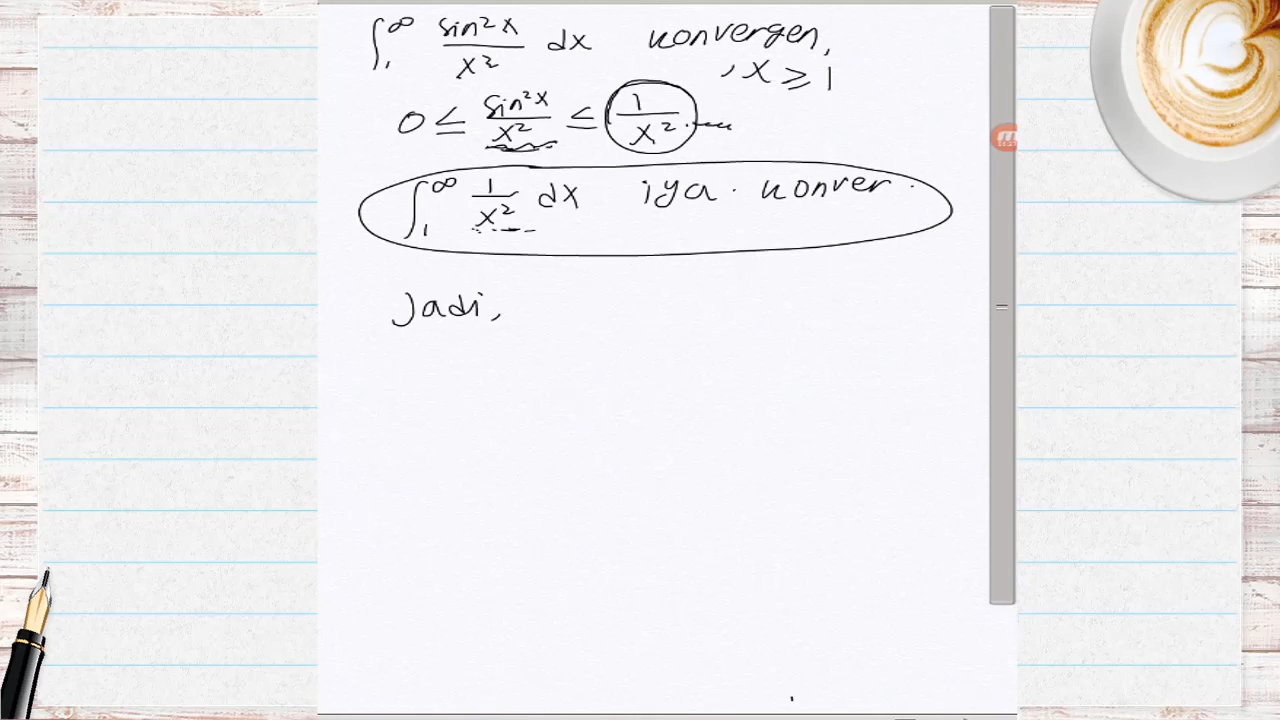 ∫₁^∞ sin²x/x² dx konvergen,
, x ≥ 1
0 ≤ sin²x/x² ≤ 1/x²
∫₁^∞ 1/x² dx iya. konver.
Jadi,